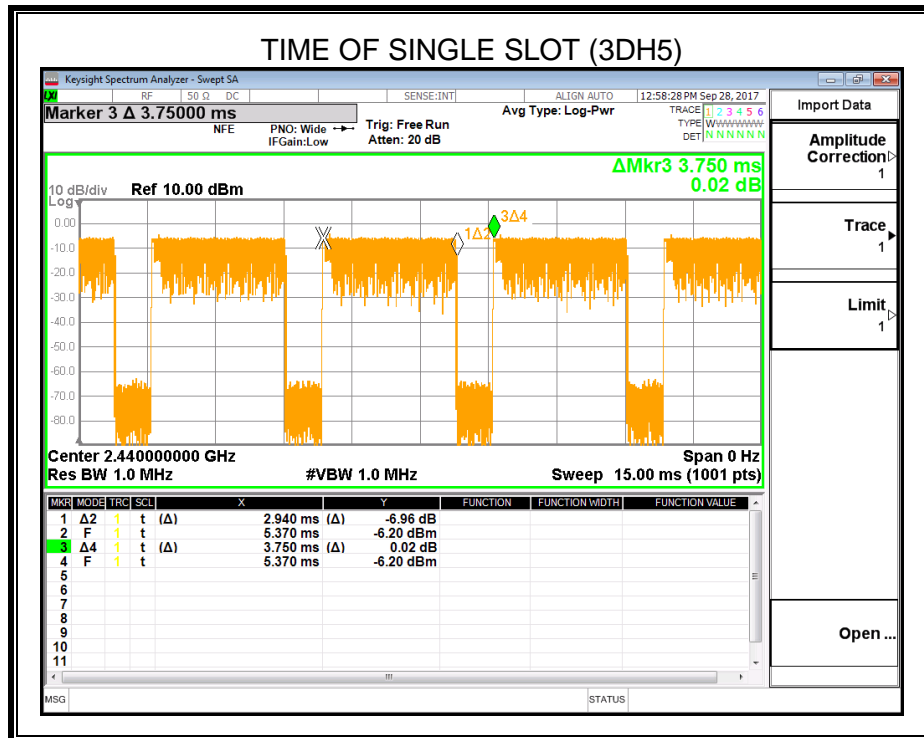 TIME OF SINGLE SLOT (3DH5)
Keysight Spectrum Analyzer - Swept SA
LXI RF 50 Ω DC SENSE:INT ALIGN AUTO 12:58:28 PM Sep 28, 2017
Marker 3 Δ 3.75000 ms
NFE
PNO: Wide
IFGain:Low
Trig: Free Run
Atten: 20 dB
Avg Type: Log-Pwr
TRACE 1 2 3 4 5 6
TYPE WWWWWW
DET N N N N N N
ΔMkr3 3.750 ms
0.02 dB
10 dB/div Ref 10.00 dBm
Log
0.00
-10.0
-20.0
-30.0
-40.0
-50.0
-60.0
-70.0
-80.0
1Δ2
3Δ4
Center 2.440000000 GHz Span 0 Hz
Res BW 1.0 MHz #VBW 1.0 MHz Sweep 15.00 ms (1001 pts)
MKR MODE TRC SCL X Y FUNCTION FUNCTION WIDTH FUNCTION VALUE
1 Δ2 1 t (Δ) 2.940 ms (Δ) -6.96 dB
2 F 1 t 5.370 ms -6.20 dBm
3 Δ4 1 t (Δ) 3.750 ms (Δ) 0.02 dB
4 F 1 t 5.370 ms -6.20 dBm
5
6
7
8
9
10
11
MSG STATUS
Import Data
Amplitude
Correction
1
Trace
1
Limit
1
Open ...